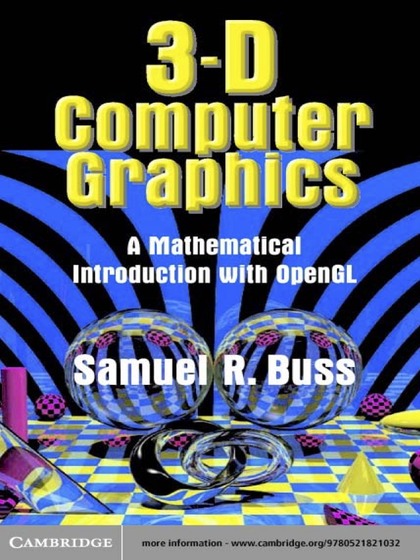 3-D
Computer
Graphics
A Mathematical
Introduction with OpenGL
Samuel R. Buss
CAMBRIDGE
more information - www.cambridge.org/9780521821032